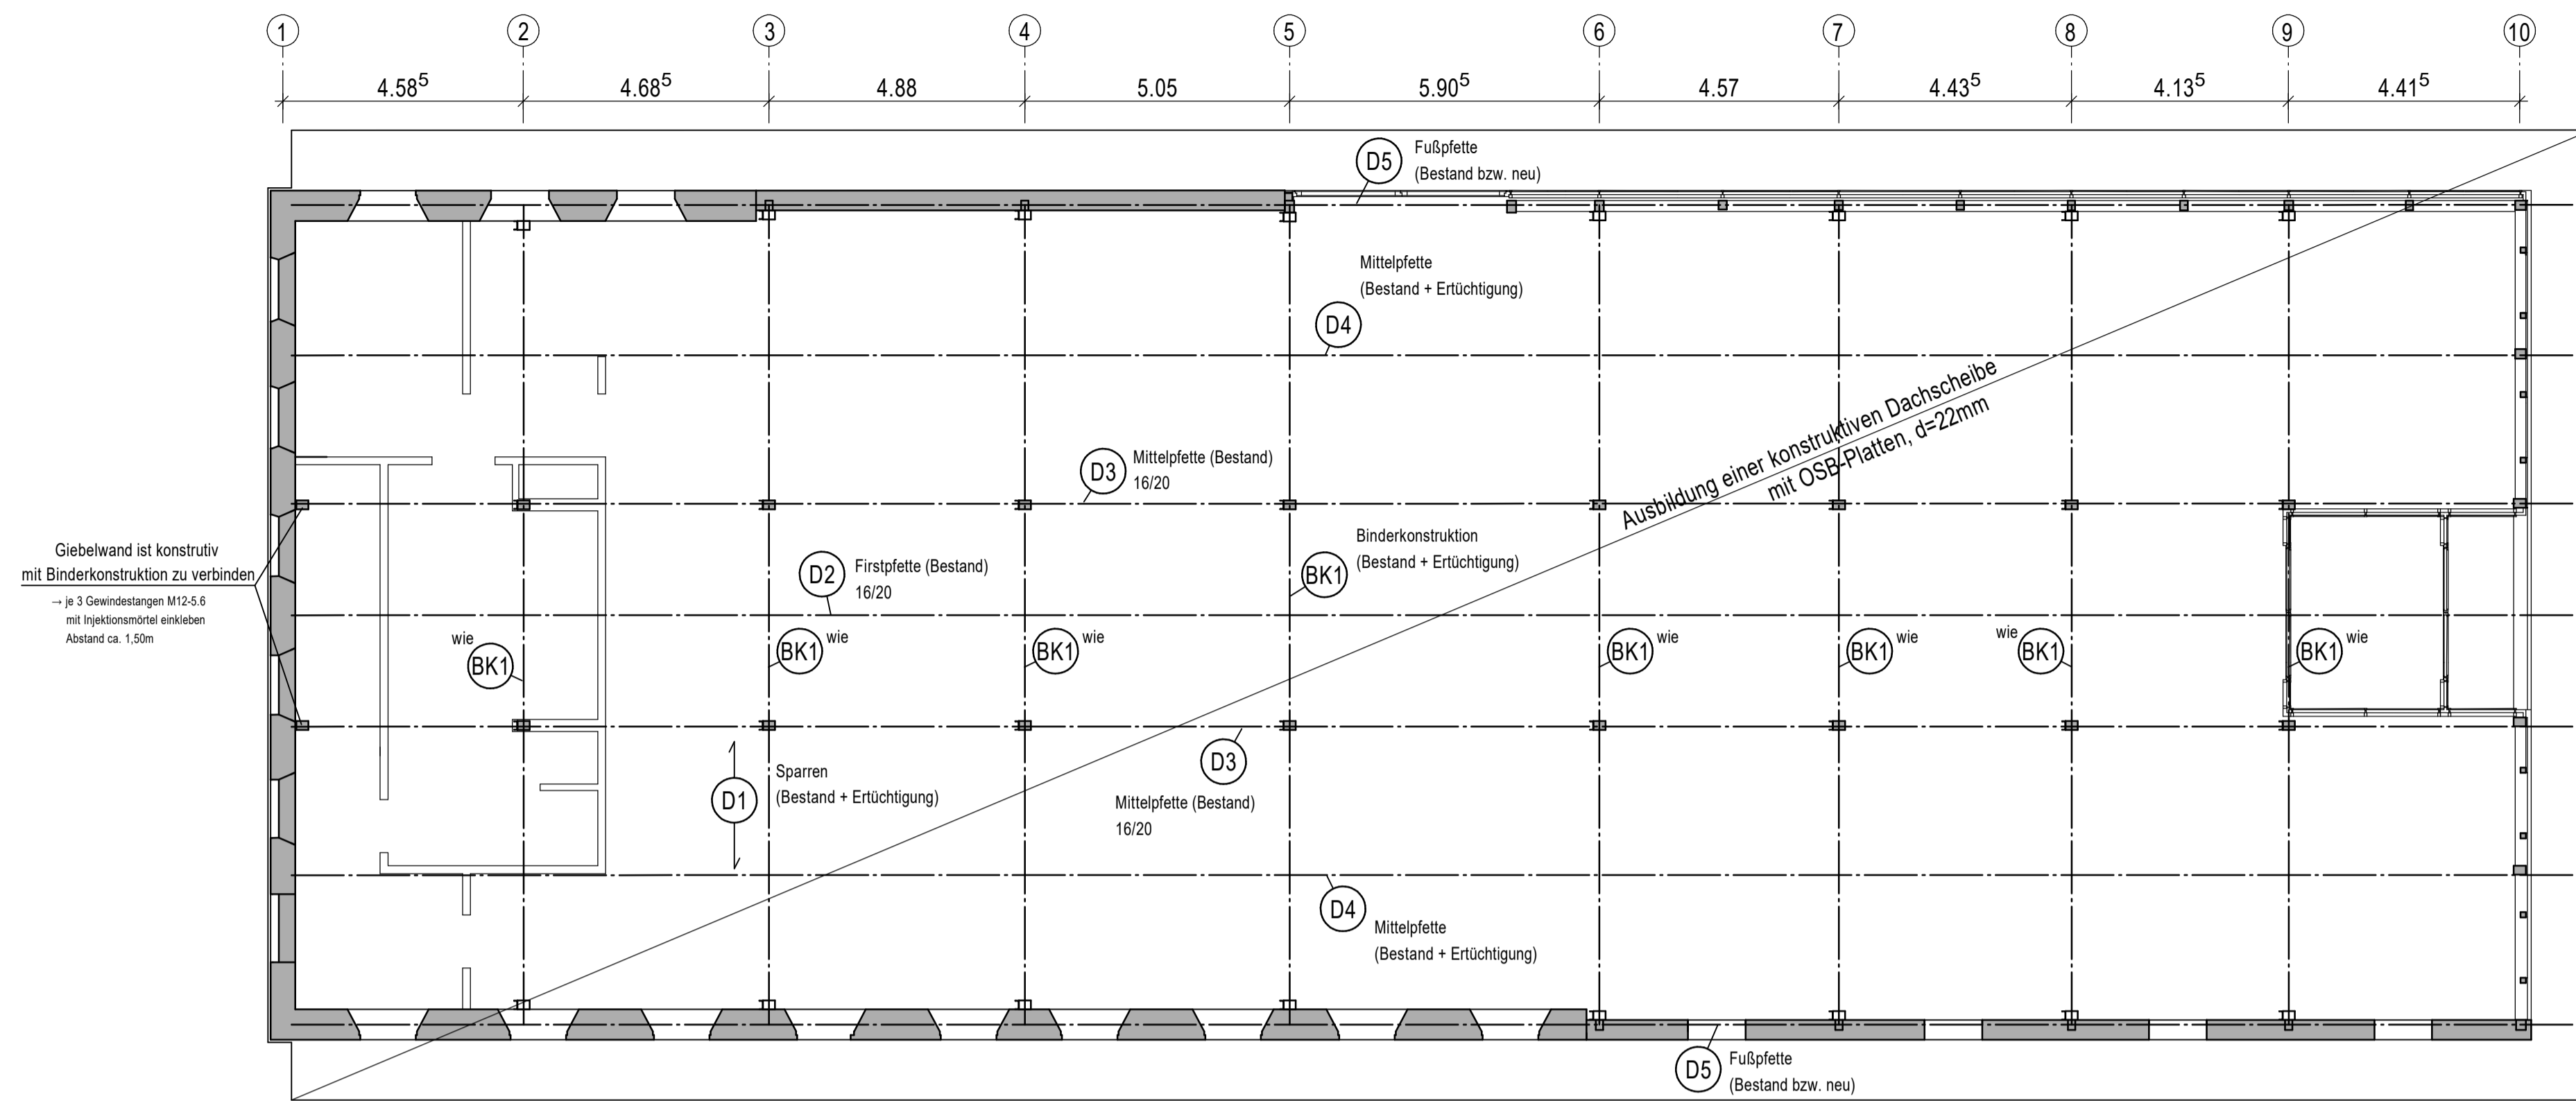 1 2 3 4 5 6 7 8 9 10
4.58⁵ 4.68⁵ 4.88 5.05 5.90⁵ 4.57 4.43⁵ 4.13⁵ 4.41⁵
D5
Fußpfette
(Bestand bzw. neu)
Mittelpfette
(Bestand + Ertüchtigung)
D4
Ausbildung einer konstruktiven Dachscheibe
mit OSB-Platten, d=22mm
D3
Mittelpfette (Bestand)
16/20
Giebelwand ist konstrutiv
mit Binderkonstruktion zu verbinden
→ je 3 Gewindestangen M12-5.6
mit Injektionsmörtel einkleben
Abstand ca. 1,50m
D2
Firstpfette (Bestand)
16/20
Binderkonstruktion
(Bestand + Ertüchtigung)
BK1
wie
BK1
BK1 wie
BK1 wie
BK1 wie
BK1 wie
wie
BK1
BK1 wie
D1
Sparren
(Bestand + Ertüchtigung)
D3
Mittelpfette (Bestand)
16/20
D4
Mittelpfette
(Bestand + Ertüchtigung)
D5
Fußpfette
(Bestand bzw. neu)